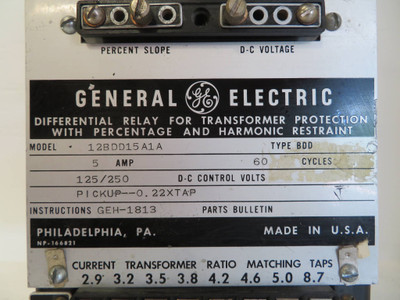 PERCENT SLOPE D-C VOLTAGE
GENERAL GE ELECTRIC
DIFFERENTIAL RELAY FOR TRANSFORMER PROTECTION
WITH PERCENTAGE AND HARMONIC RESTRAINT
MODEL 12BDD15A1A TYPE BDD
5 AMP 60 CYCLES
125/250 D-C CONTROL VOLTS
PICKUP--0.22XTAP
INSTRUCTIONS GEH-1813 PARTS BULLETIN
PHILADELPHIA, PA. MADE IN U.S.A.
NP-166821
CURRENT TRANSFORMER RATIO MATCHING TAPS
2.9 3.2 3.5 3.8 4.2 4.6 5.0 8.7